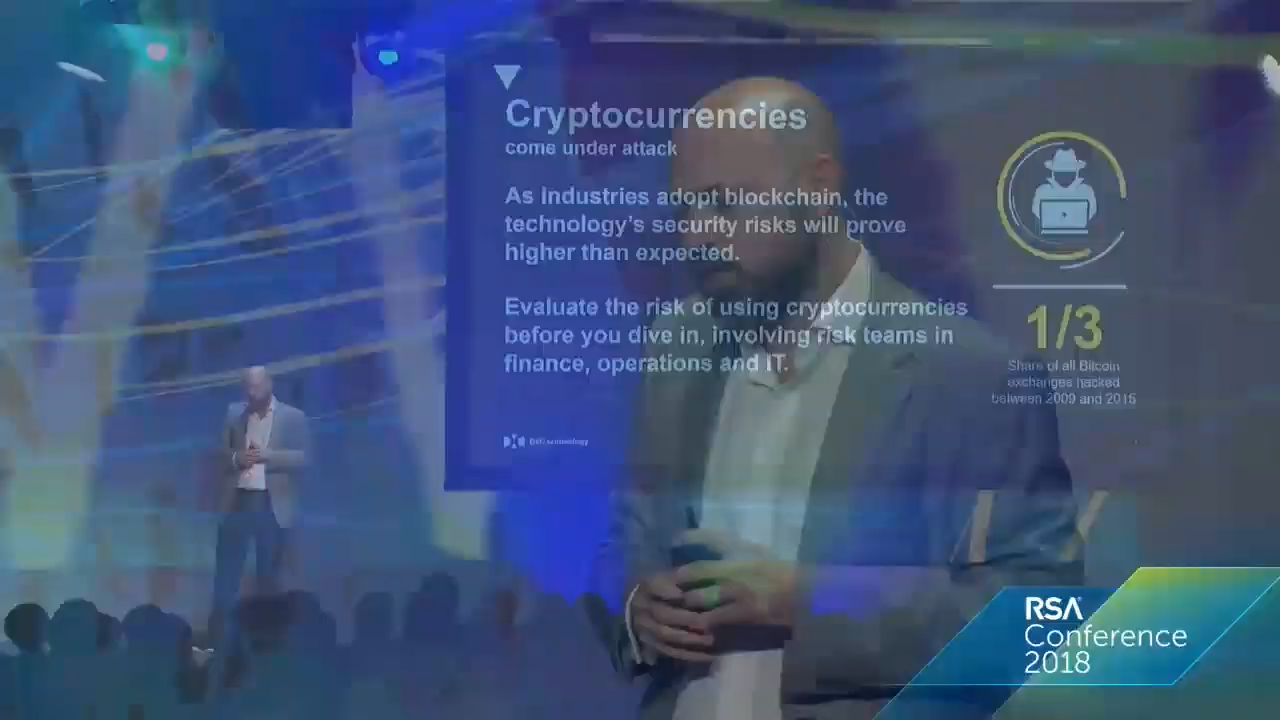 Cryptocurrencies
come under attack
As industries adopt blockchain, the
technology's security risks will prove
higher than expected.
Evaluate the risk of using cryptocurrencies
before you dive in, involving risk teams in
finance, operations and IT.
1/3
Share of all Bitcoin
exchanges hacked
between 2009 and 2015
DXC.technology
RSA
Conference
2018